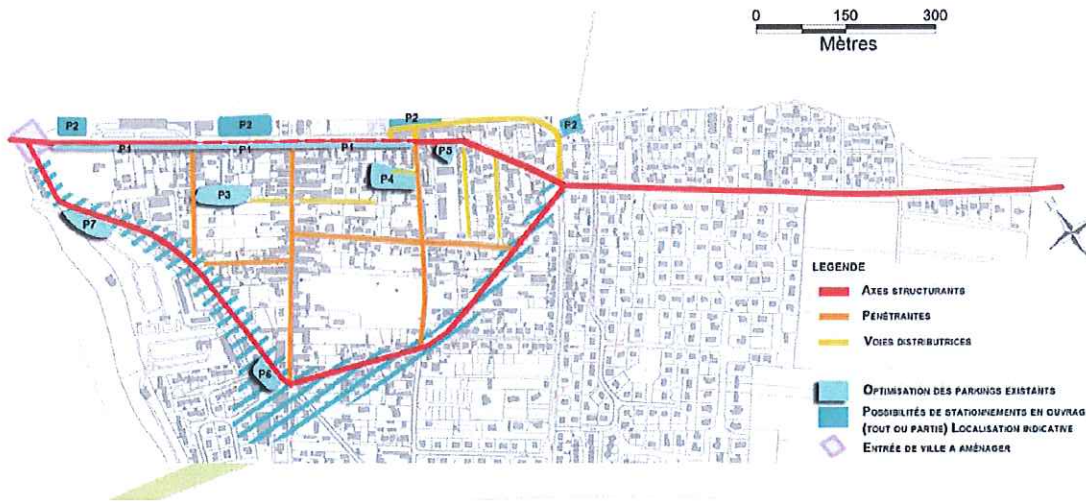 0 150 300
Mètres
P2 P2 P2 P2
P1 P1 P1 P5
P3 P4
P7
P6
LEGENDE
AXES STRUCTURANTS
PENÉTRANTES
VOIES DISTRIBUTRICES
OPTIMISATION DES PARKINGS EXISTANTS
POSSIBILITÉS DE STATIONNEMENTS EN OUVRAG
(TOUT OU PARTIE) LOCALISATION INDICATIVE
ENTRÉE DE VILLE A AMÉNAGER